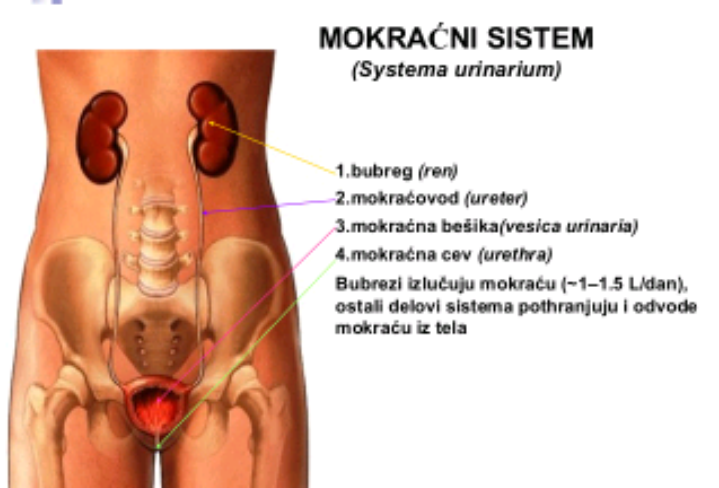 MOKRAĆNI SISTEM
(Systema urinarium)
1.bubreg (ren)
2.mokraćovod (ureter)
3.mokraćna bešika(vesica urinaria)
4.mokraćna cev (urethra)
Bubrezi izlučuju mokraću (~1–1.5 L/dan),
ostali delovi sistema pothranjuju i odvode
mokraću iz tela